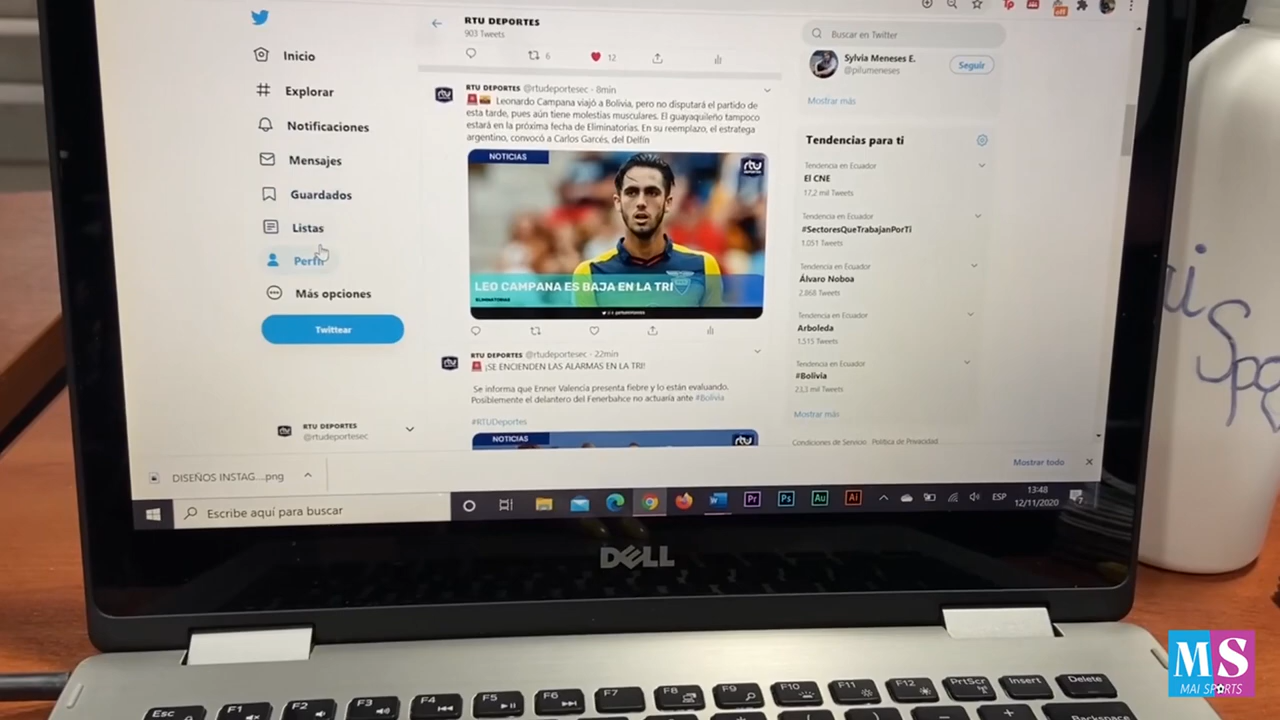 RTU DEPORTES
903 Tweets
Buscar en Twitter
Inicio
6
12
Sylvia Meneses E.
@pilumeneses
Seguir
Explorar
RTU DEPORTES @rtudeportesec · 8min
Leonardo Campana viajó a Bolivia, pero no disputará el partido de
esta tarde, pues aún tiene molestias musculares. El guayaquileño tampoco
estará en la próxima fecha de Eliminatorias. En su reemplazo, el estratega
argentino, convocó a Carlos Garcés, del Delfín
Mostrar más
Notificaciones
Tendencias para ti
Mensajes
NOTICIAS
rtu
DEPORTES
Tendencia en Ecuador
El CNE
17,2 mil Tweets
Guardados
Listas
Tendencia en Ecuador
#SectoresQueTrabajanPorTi
1.051 Tweets
Perfil
Tendencia en Ecuador
Álvaro Noboa
2.868 Tweets
Más opciones
LEO CAMPANA ES BAJA EN LA TRI
ELIMINATORIAS
Twittear
Tendencia en Ecuador
Arboleda
1.515 Tweets
RTU DEPORTES @rtudeportesec · 22min
¡SE ENCIENDEN LAS ALARMAS EN LA TRI!
Se informa que Enner Valencia presenta fiebre y lo están evaluando.
Posiblemente el delantero del Fenerbahce no actuaría ante #Bolivia
#RTUDeportes
Tendencia en Ecuador
#Bolivia
23,3 mil Tweets
Mostrar más
RTU DEPORTES
@rtudeportesec
NOTICIAS
rtu
Condiciones de Servicio Política de Privacidad
DISEÑOS INSTAG....png
Mostrar todo
Escribe aquí para buscar
Pr
Ps
Au
Ai
ESP
13:48
12/11/2020
7
DELL
ai
Spo
Esc F1 F2 F3 F4 F5 F6 F7 F8 F9 F10 F11 F12 PrtScr Insert Delete
Backspace
MS
MAI SPORTS